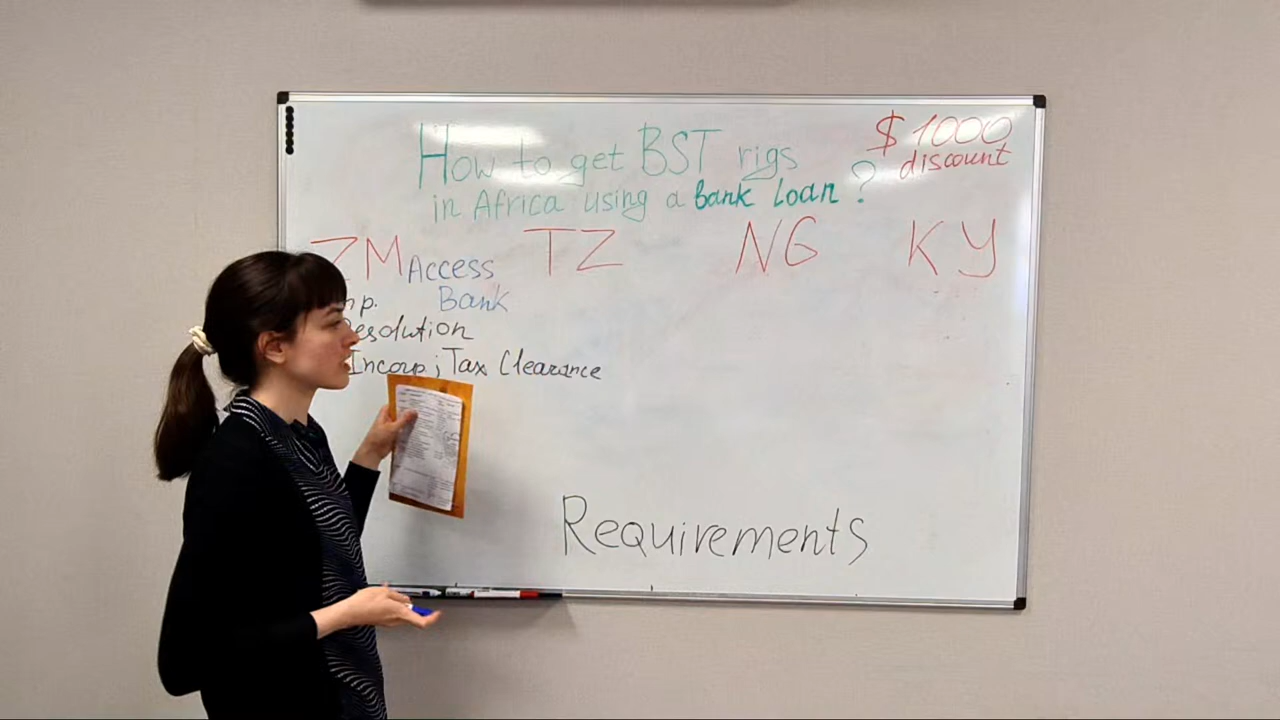 How to get BST rigs
in Africa using a Bank Loan ?
$ 1000
discount
ZM Access Bank
TZ
NG
KY
mp.
Resolution
Incorp ; Tax Clearance
Requirements